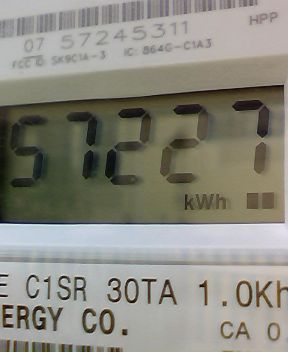 HPP
07 57245311
FCC ID: SK9C1A-3 IC: 864G-C1A3
57227
kWh
E C1SR 30TA 1.0Kh
ERGY CO.
CA 0